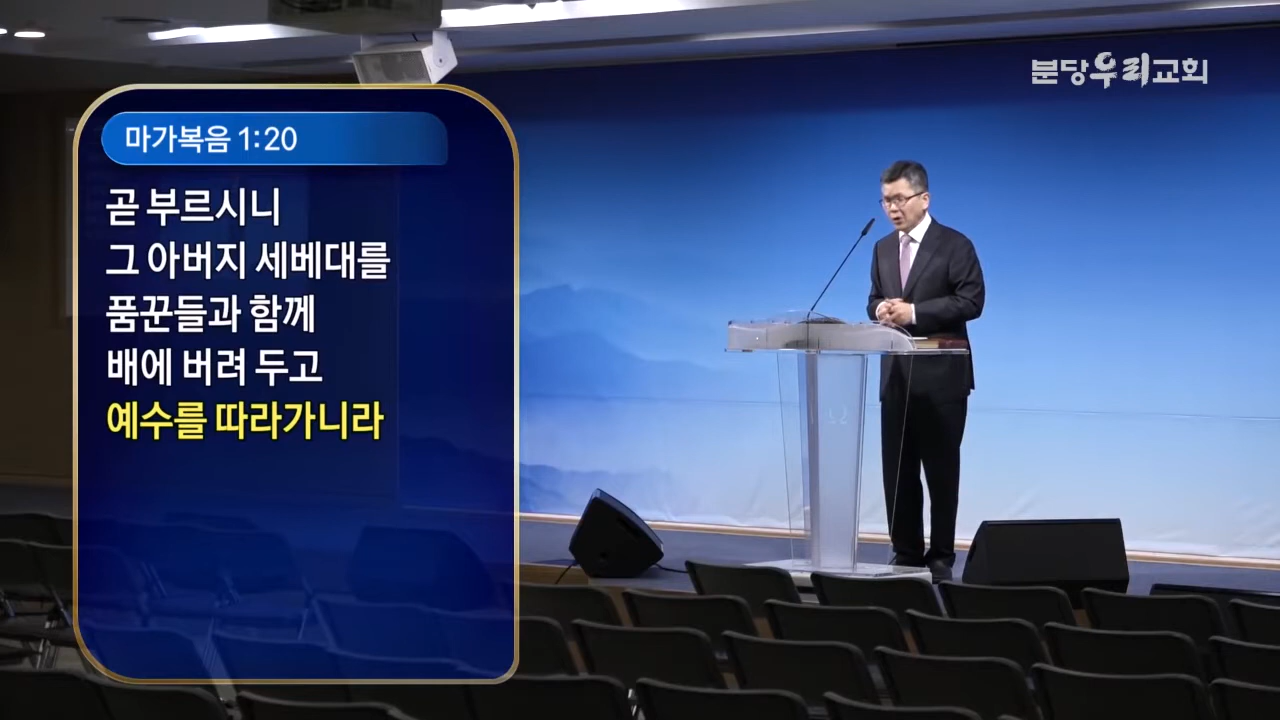 분당우리교회
마가복음 1:20
곧 부르시니
그 아버지 세베대를
품꾼들과 함께
배에 버려 두고
예수를 따라가니라